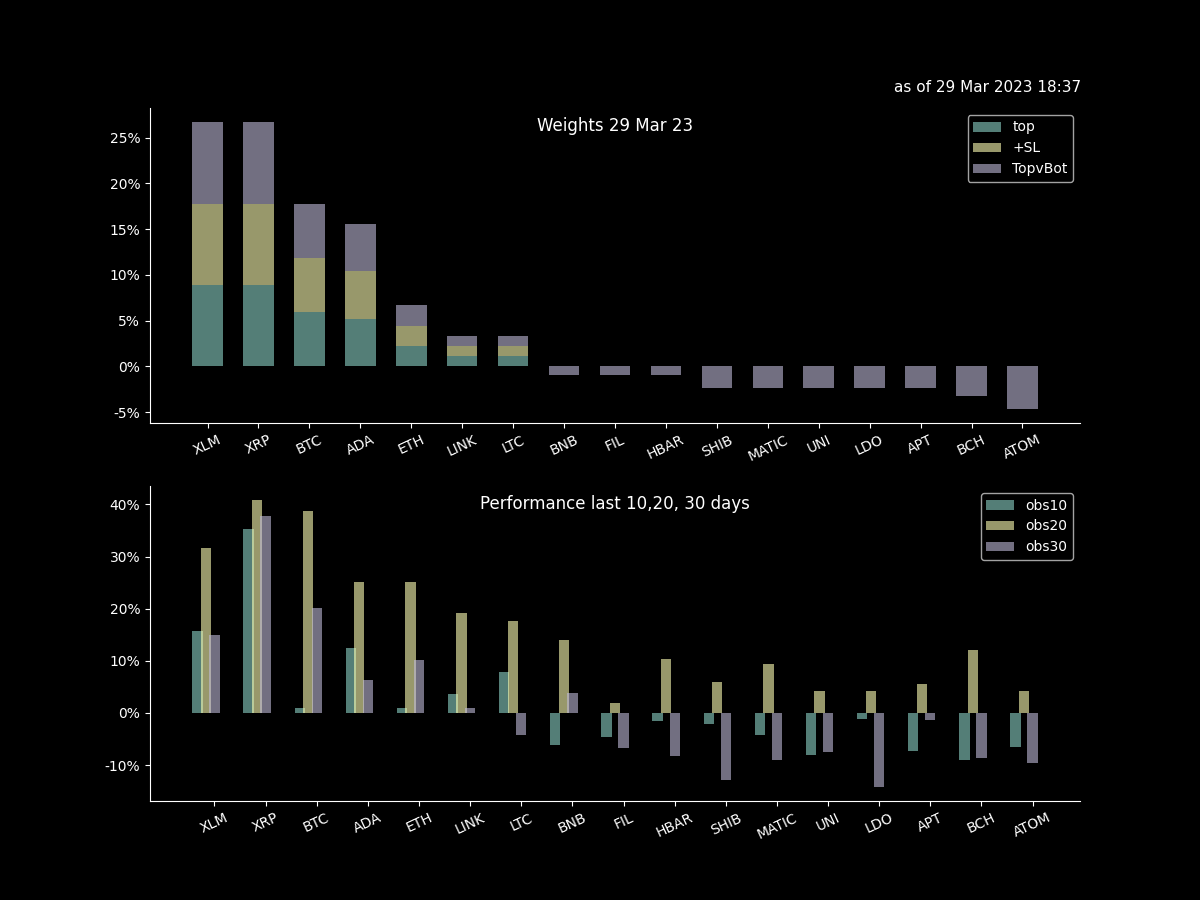 as of 29 Mar 2023 18:37
Weights 29 Mar 23
top
+SL
TopvBot
25%
20%
15%
10%
5%
0%
-5%
XLM XRP BTC ADA ETH LINK LTC BNB FIL HBAR SHIB MATIC UNI LDO APT BCH ATOM
Performance last 10,20, 30 days
obs10
obs20
obs30
40%
30%
20%
10%
0%
-10%
XLM XRP BTC ADA ETH LINK LTC BNB FIL HBAR SHIB MATIC UNI LDO APT BCH ATOM